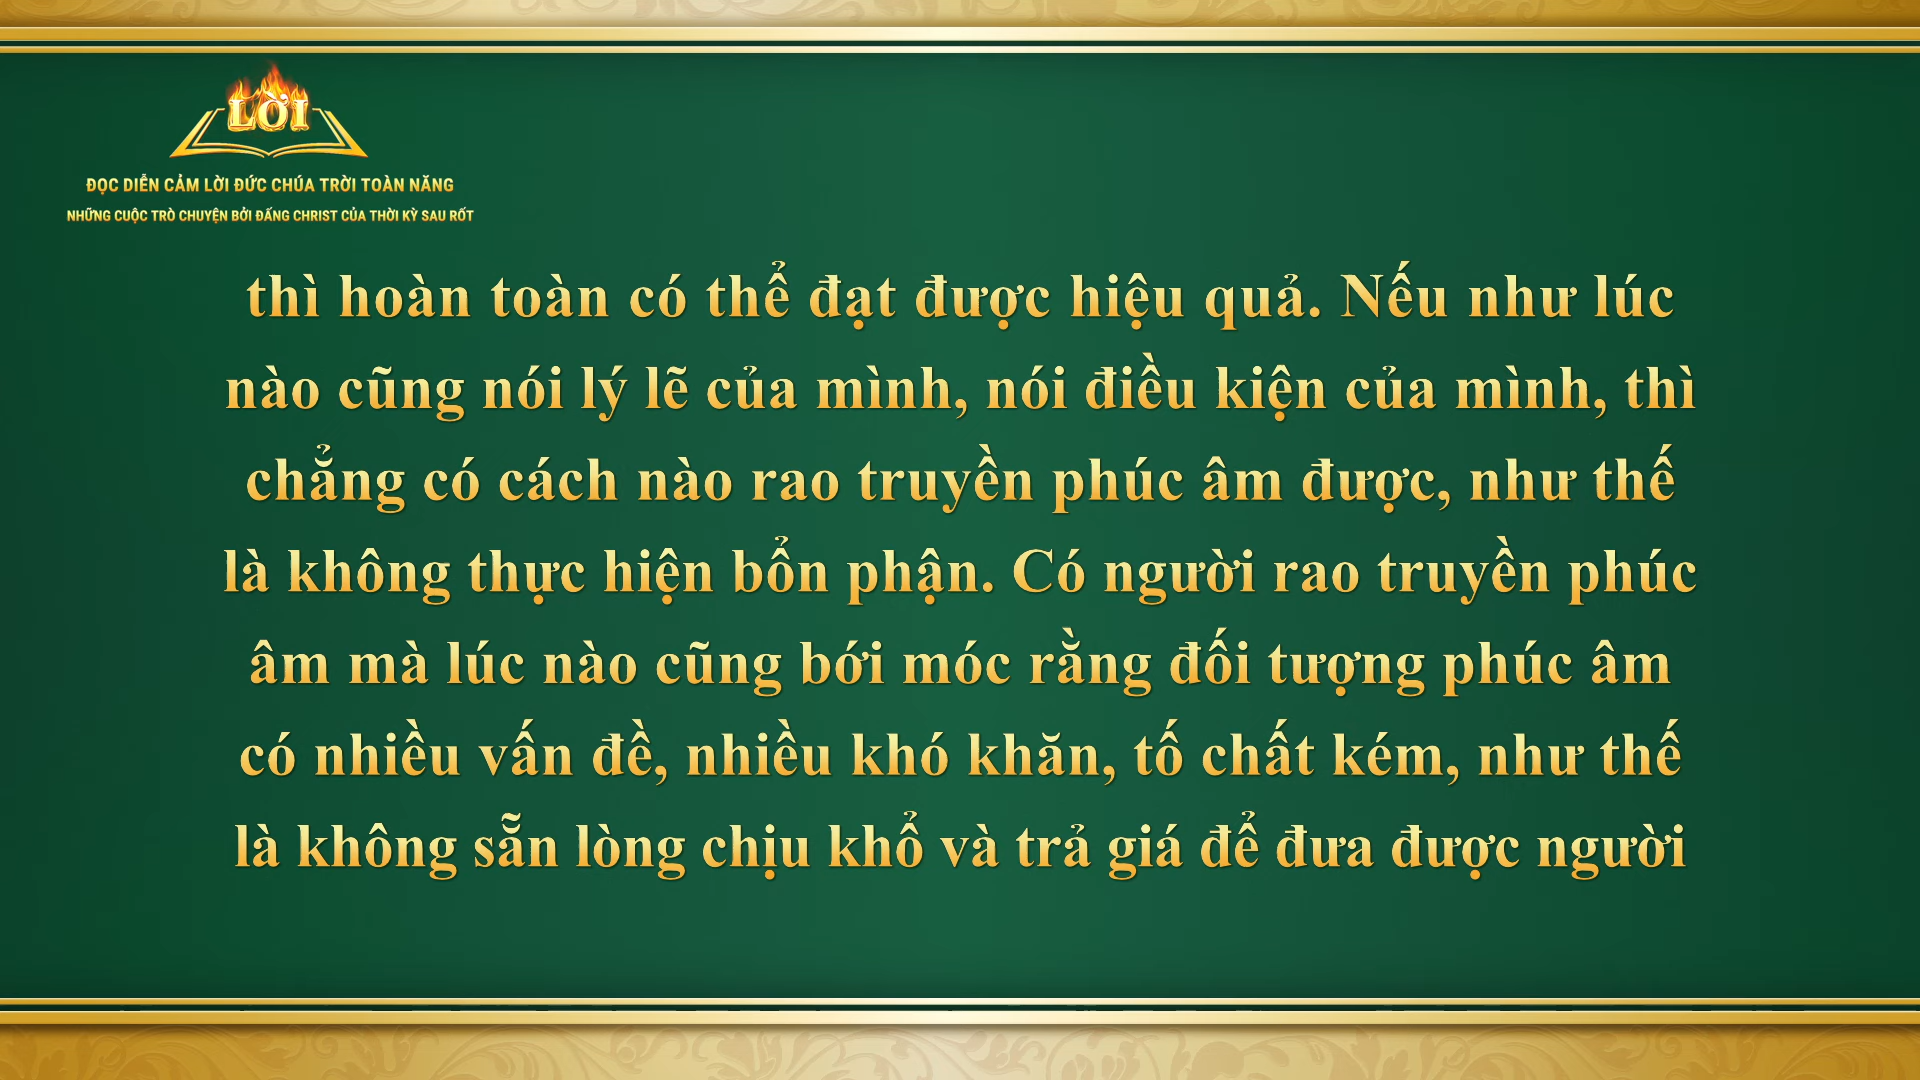 LỜI
ĐỌC DIỄN CẢM LỜI ĐỨC CHÚA TRỜI TOÀN NĂNG
NHỮNG CUỘC TRÒ CHUYỆN BỞI ĐẤNG CHRIST CỦA THỜI KỲ SAU RỐT
thì hoàn toàn có thể đạt được hiệu quả. Nếu như lúc
nào cũng nói lý lẽ của mình, nói điều kiện của mình, thì
chẳng có cách nào rao truyền phúc âm được, như thế
là không thực hiện bổn phận. Có người rao truyền phúc
âm mà lúc nào cũng bới móc rằng đối tượng phúc âm
có nhiều vấn đề, nhiều khó khăn, tố chất kém, như thế
là không sẵn lòng chịu khổ và trả giá để đưa được người